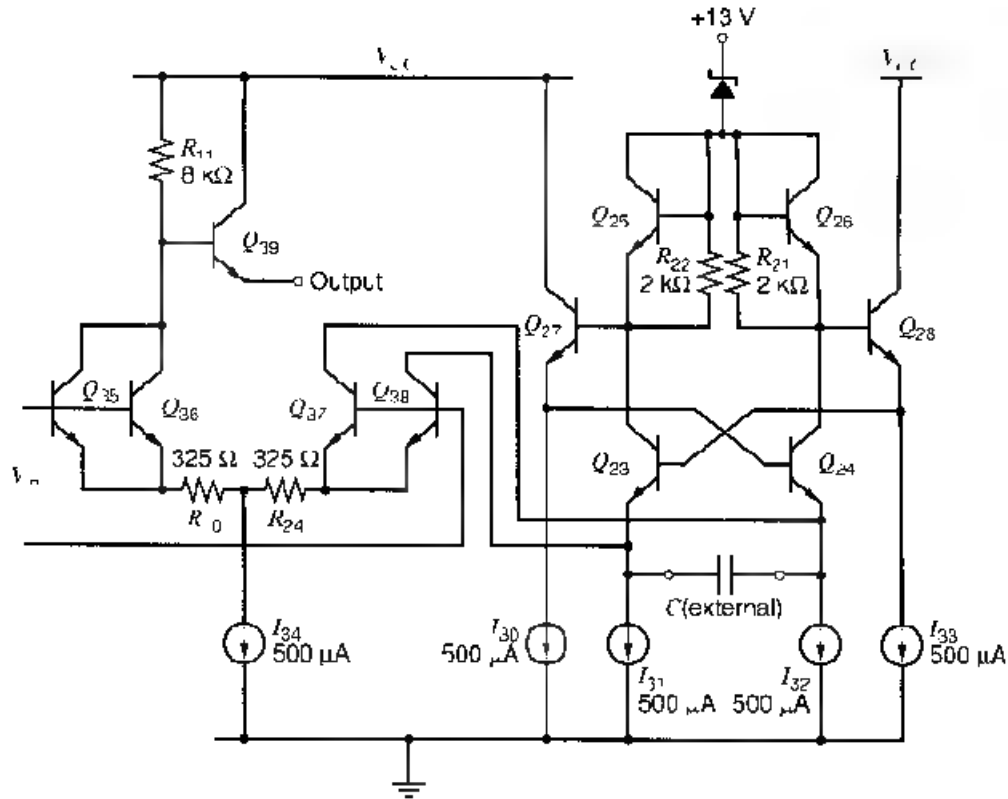 +13 V
R11
8 kΩ
Q39
Output
Q25
Q26
R22
2 kΩ
R21
2 kΩ
Q27
Q28
Q35
Q36
Q37
Q38
325 Ω
325 Ω
R24
Q23
Q24
C(external)
I34
500 μA
I30
500 μA
I31
500 μA
I32
500 μA
I33
500 μA